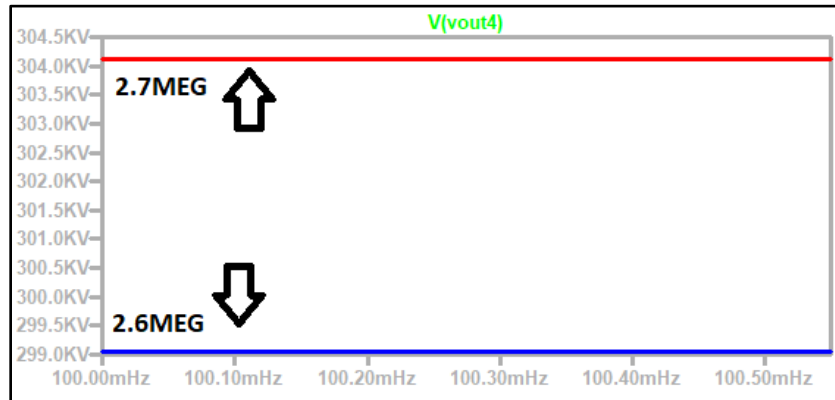 V(vout4)
304.5KV
304.0KV
2.7MEG
303.5KV
303.0KV
302.5KV
302.0KV
301.5KV
301.0KV
300.5KV
300.0KV
2.6MEG
299.5KV
299.0KV
100.00mHz 100.10mHz 100.20mHz 100.30mHz 100.40mHz 100.50mHz